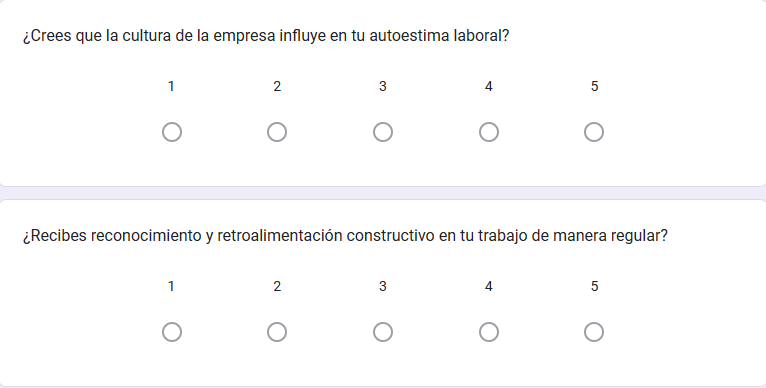 ¿Crees que la cultura de la empresa influye en tu autoestima laboral?
1 2 3 4 5
¿Recibes reconocimiento y retroalimentación constructivo en tu trabajo de manera regular?
1 2 3 4 5